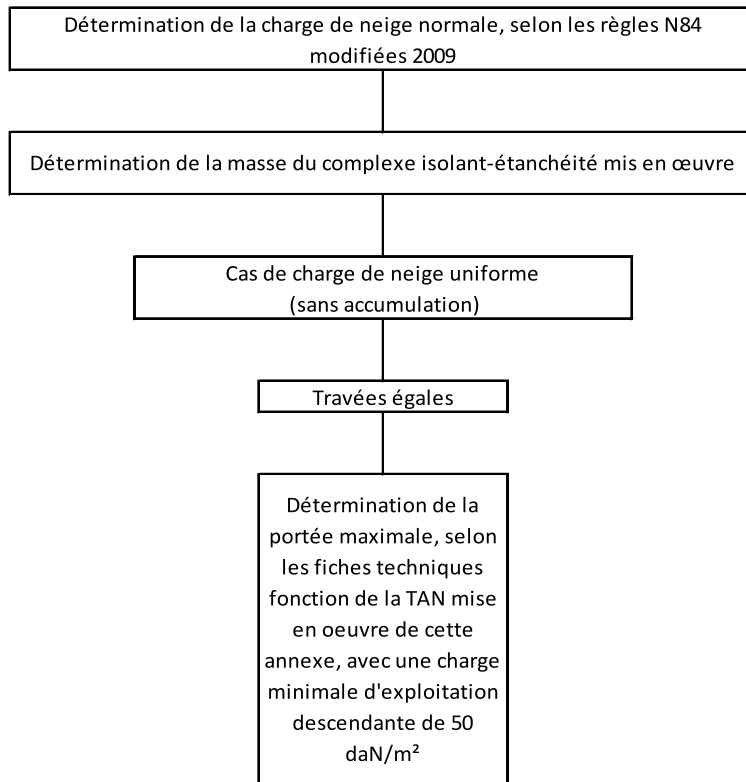 Détermination de la charge de neige normale, selon les règles N84
modifiées 2009
Détermination de la masse du complexe isolant-étanchéité mis en œuvre
Cas de charge de neige uniforme
(sans accumulation)
Travées égales
Détermination de la
portée maximale, selon
les fiches techniques
fonction de la TAN mise
en oeuvre de cette
annexe, avec une charge
minimale d'exploitation
descendante de 50
daN/m²